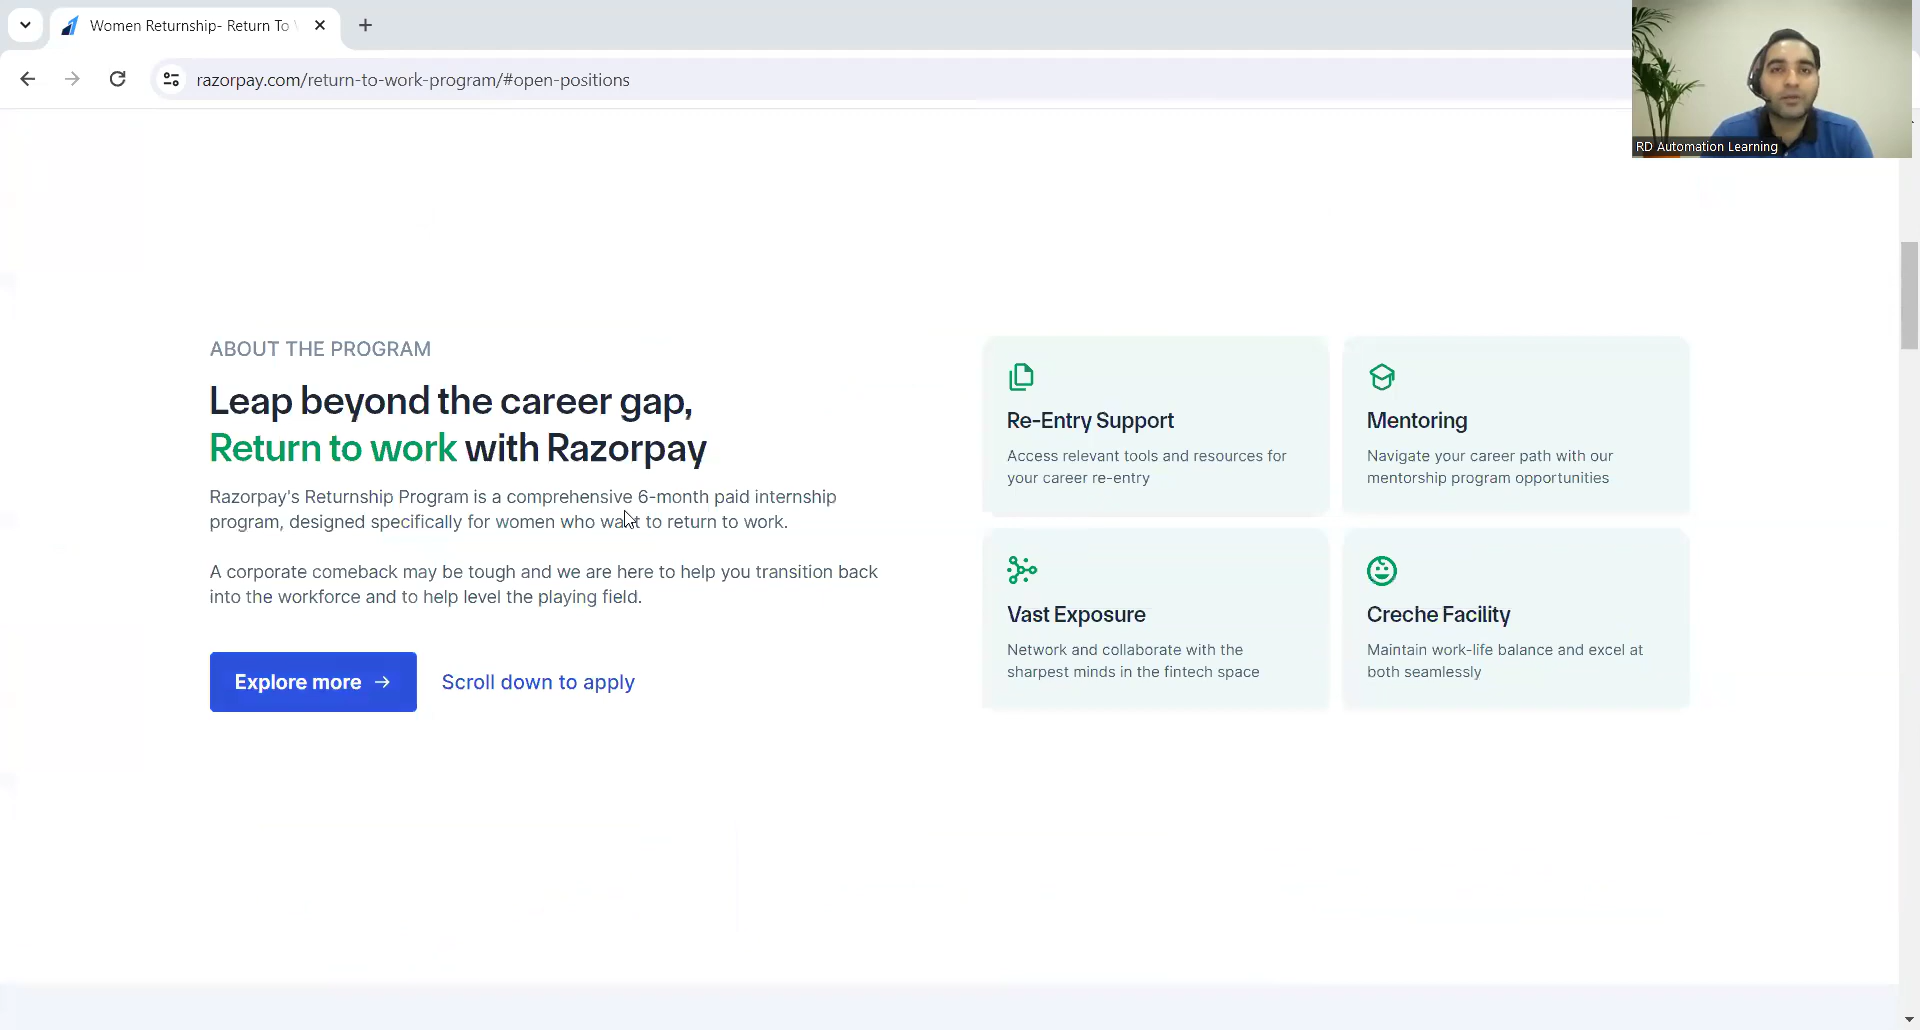 Women Returnship- Return To
razorpay.com/return-to-work-program/#open-positions
RD Automation Learning
ABOUT THE PROGRAM
Leap beyond the career gap,
Return to work with Razorpay
Razorpay's Returnship Program is a comprehensive 6-month paid internship
program, designed specifically for women who want to return to work.
A corporate comeback may be tough and we are here to help you transition back
into the workforce and to help level the playing field.
Explore more →
Scroll down to apply
Re-Entry Support
Access relevant tools and resources for
your career re-entry
Mentoring
Navigate your career path with our
mentorship program opportunities
Vast Exposure
Network and collaborate with the
sharpest minds in the fintech space
Creche Facility
Maintain work-life balance and excel at
both seamlessly